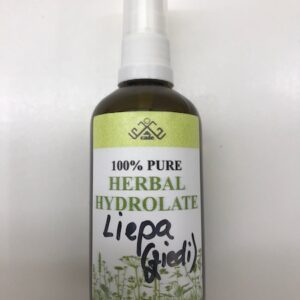 100% PURE
HERBAL
HYDROLATE
Liepa
(ziedi)